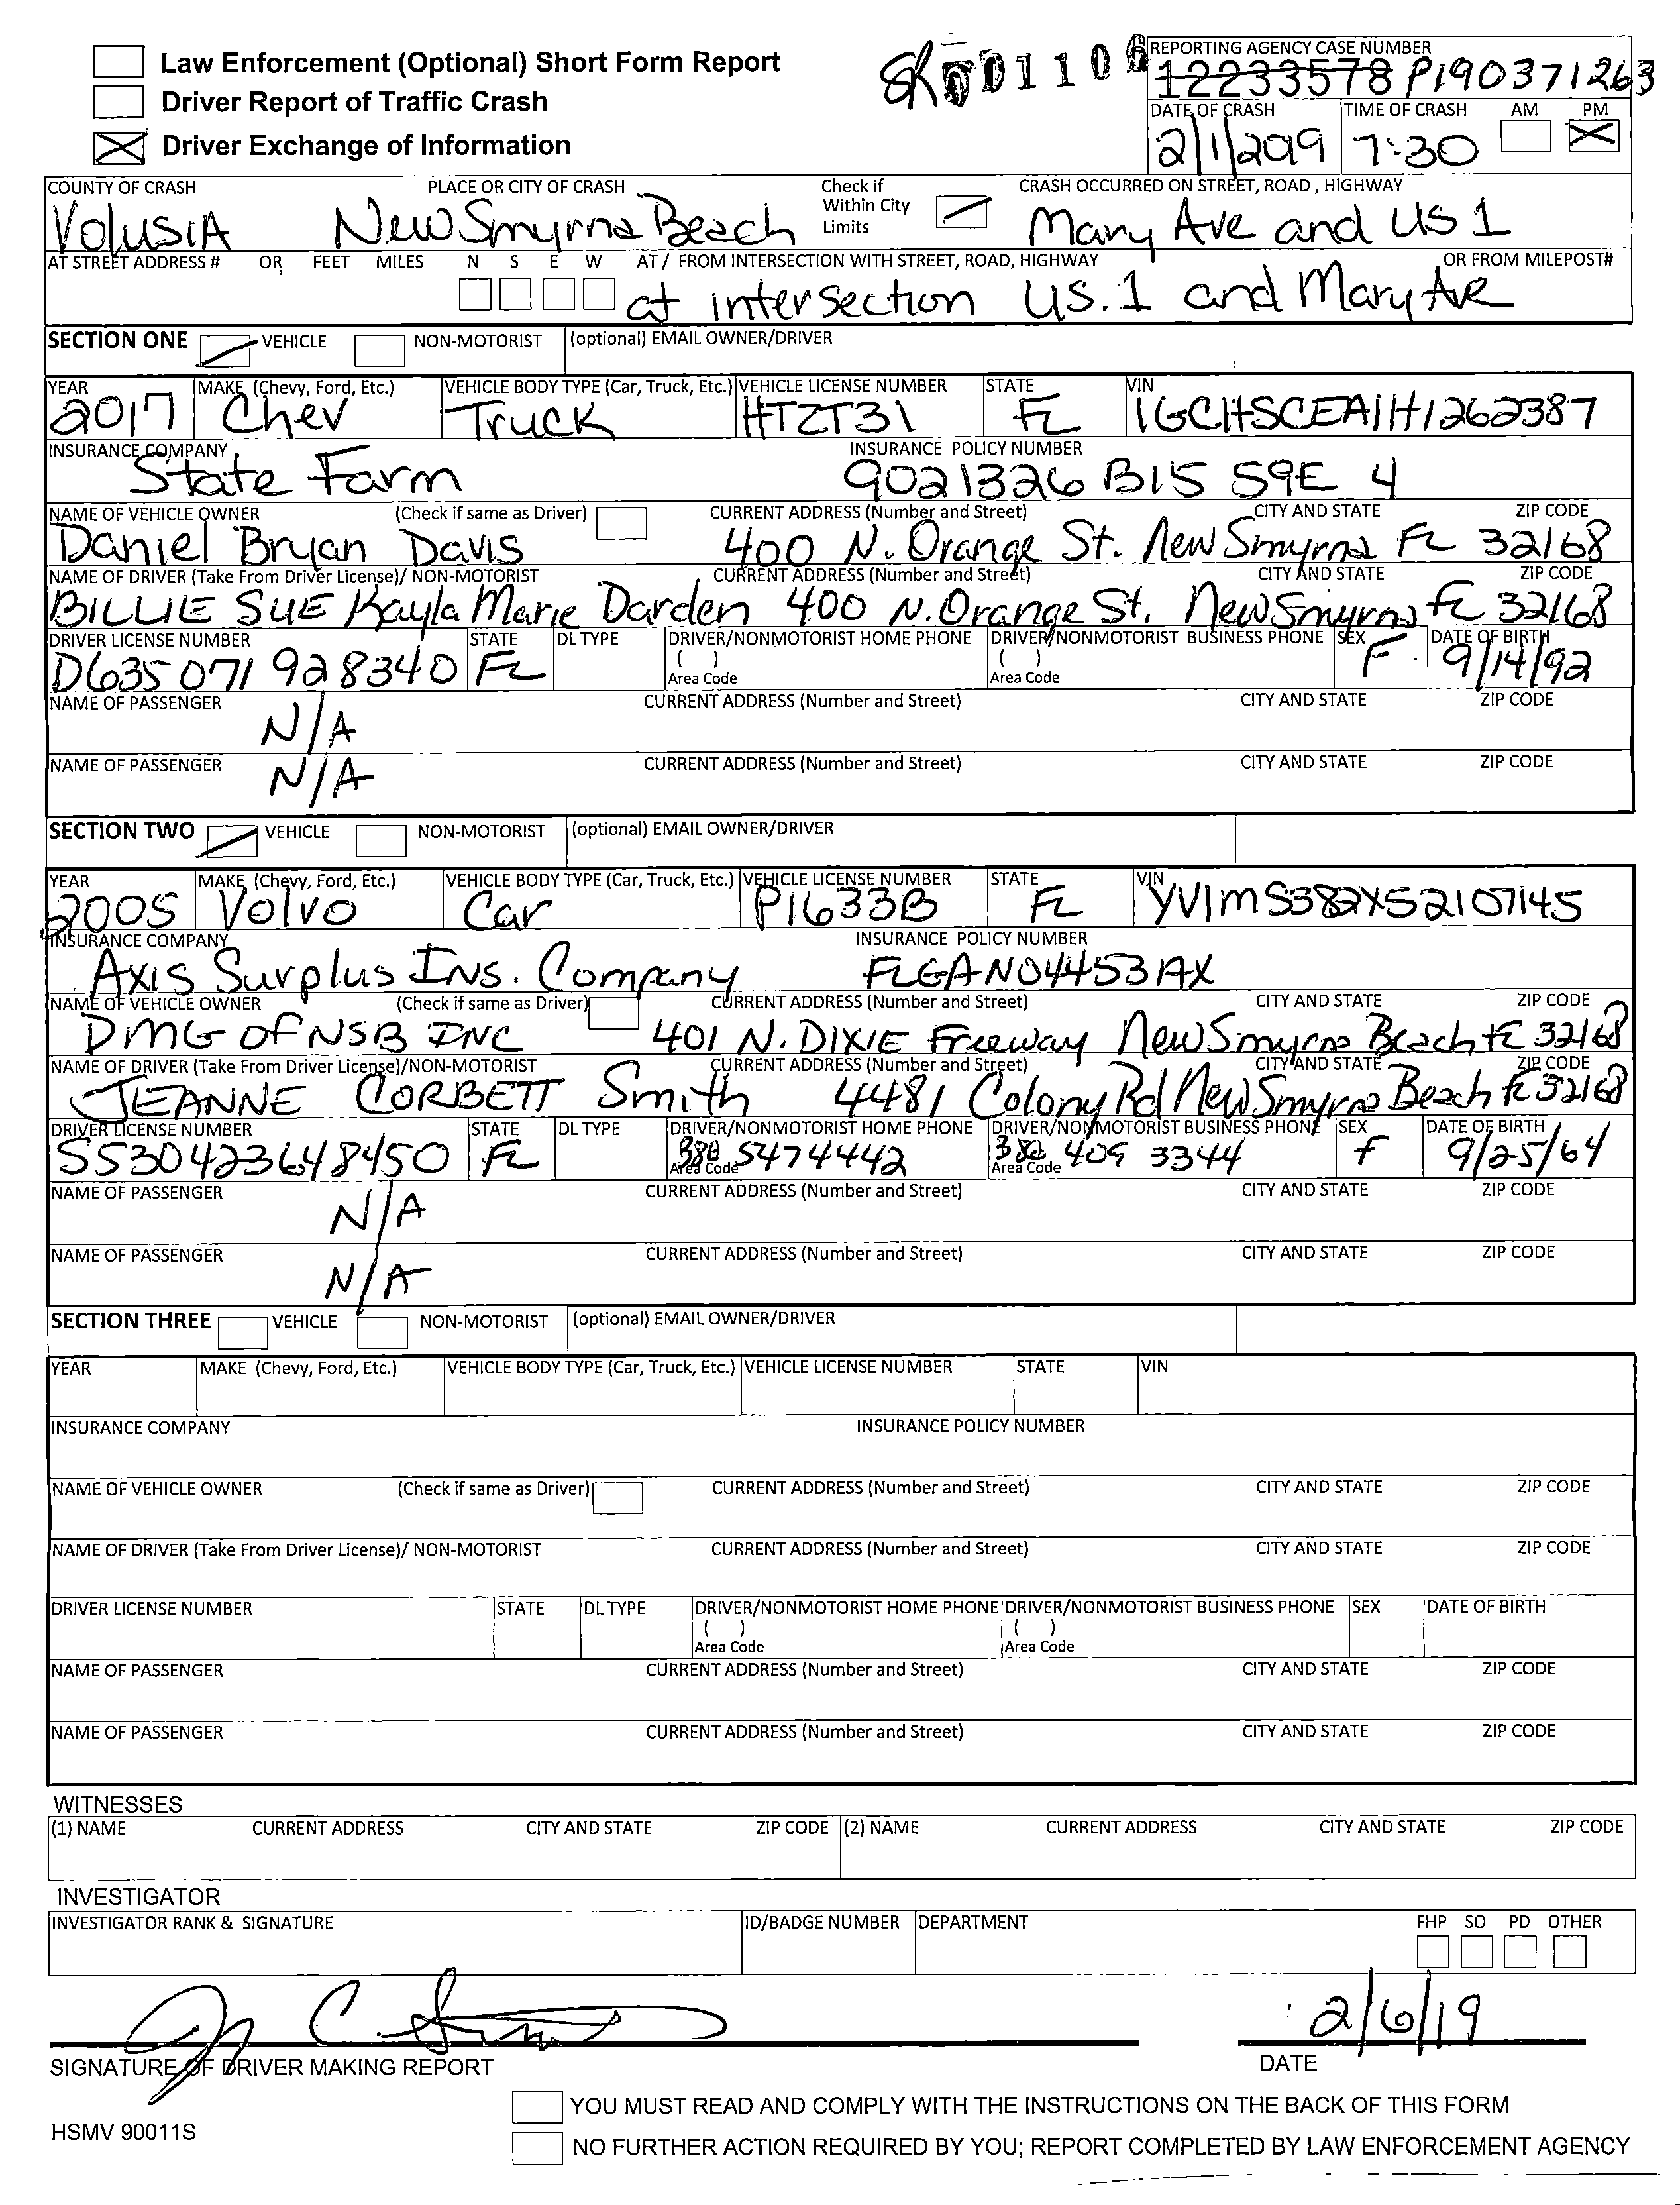 Law Enforcement (Optional) Short Form Report
Driver Report of Traffic Crash
Driver Exchange of Information
001106
REPORTING AGENCY CASE NUMBER
12233578 P190371263
DATE OF CRASH TIME OF CRASH AM PM
2/1/2019 7:30
COUNTY OF CRASH PLACE OR CITY OF CRASH Check if Within City Limits CRASH OCCURRED ON STREET, ROAD , HIGHWAY
Volusia New Smyrna Beach Mary Ave and US 1
AT STREET ADDRESS # OR FEET MILES N S E W AT / FROM INTERSECTION WITH STREET, ROAD, HIGHWAY OR FROM MILEPOST#
at intersection US.1 and Mary Ave
SECTION ONE VEHICLE NON-MOTORIST (optional) EMAIL OWNER/DRIVER
YEAR MAKE (Chevy, Ford, Etc.) VEHICLE BODY TYPE (Car, Truck, Etc.) VEHICLE LICENSE NUMBER STATE VIN
2017 Chev Truck HTZT31 FL 1GCHSCEA1H1262387
INSURANCE COMPANY INSURANCE POLICY NUMBER
State Farm 9021326 B15 59E 4
NAME OF VEHICLE OWNER (Check if same as Driver) CURRENT ADDRESS (Number and Street) CITY AND STATE ZIP CODE
Daniel Bryan Davis 400 N. Orange St. New Smyrna FL 32168
NAME OF DRIVER (Take From Driver License)/ NON-MOTORIST CURRENT ADDRESS (Number and Street) CITY AND STATE ZIP CODE
BILLIE SUE Kayla Marie Darden 400 N. Orange St. New Smyrna FL 32168
DRIVER LICENSE NUMBER STATE DL TYPE DRIVER/NONMOTORIST HOME PHONE DRIVER/NONMOTORIST BUSINESS PHONE SEX DATE OF BIRTH
D635 071 928340 FL ( ) Area Code ( ) Area Code F 9/14/92
NAME OF PASSENGER CURRENT ADDRESS (Number and Street) CITY AND STATE ZIP CODE
N/A
NAME OF PASSENGER CURRENT ADDRESS (Number and Street) CITY AND STATE ZIP CODE
N/A
SECTION TWO VEHICLE NON-MOTORIST (optional) EMAIL OWNER/DRIVER
YEAR MAKE (Chevy, Ford, Etc.) VEHICLE BODY TYPE (Car, Truck, Etc.) VEHICLE LICENSE NUMBER STATE VIN
2005 Volvo Car P1633B FL YV1MS382X52107145
INSURANCE COMPANY INSURANCE POLICY NUMBER
Axis Surplus Ins. Company FLGAN04453AX
NAME OF VEHICLE OWNER (Check if same as Driver) CURRENT ADDRESS (Number and Street) CITY AND STATE ZIP CODE
DMG OF NSB INC 401 N. DIXIE Freeway New Smyrna Beach FL 32168
NAME OF DRIVER (Take From Driver License)/NON-MOTORIST CURRENT ADDRESS (Number and Street) CITY AND STATE ZIP CODE
JEANNE CORBETT Smith 4481 Colony Rd New Smyrna Beach FL 32168
DRIVER LICENSE NUMBER STATE DL TYPE DRIVER/NONMOTORIST HOME PHONE DRIVER/NONMOTORIST BUSINESS PHONE SEX DATE OF BIRTH
S530423648450 FL 386 5474442 Area Code 386 409 3344 Area Code F 9/25/64
NAME OF PASSENGER CURRENT ADDRESS (Number and Street) CITY AND STATE ZIP CODE
N/A
NAME OF PASSENGER CURRENT ADDRESS (Number and Street) CITY AND STATE ZIP CODE
N/A
SECTION THREE VEHICLE NON-MOTORIST (optional) EMAIL OWNER/DRIVER
YEAR MAKE (Chevy, Ford, Etc.) VEHICLE BODY TYPE (Car, Truck, Etc.) VEHICLE LICENSE NUMBER STATE VIN
INSURANCE COMPANY INSURANCE POLICY NUMBER
NAME OF VEHICLE OWNER (Check if same as Driver) CURRENT ADDRESS (Number and Street) CITY AND STATE ZIP CODE
NAME OF DRIVER (Take From Driver License)/ NON-MOTORIST CURRENT ADDRESS (Number and Street) CITY AND STATE ZIP CODE
DRIVER LICENSE NUMBER STATE DL TYPE DRIVER/NONMOTORIST HOME PHONE DRIVER/NONMOTORIST BUSINESS PHONE SEX DATE OF BIRTH
( ) Area Code ( ) Area Code
NAME OF PASSENGER CURRENT ADDRESS (Number and Street) CITY AND STATE ZIP CODE
NAME OF PASSENGER CURRENT ADDRESS (Number and Street) CITY AND STATE ZIP CODE
WITNESSES
(1) NAME CURRENT ADDRESS CITY AND STATE ZIP CODE (2) NAME CURRENT ADDRESS CITY AND STATE ZIP CODE
INVESTIGATOR
INVESTIGATOR RANK & SIGNATURE ID/BADGE NUMBER DEPARTMENT FHP SO PD OTHER
2/6/19
SIGNATURE OF DRIVER MAKING REPORT DATE
YOU MUST READ AND COMPLY WITH THE INSTRUCTIONS ON THE BACK OF THIS FORM
HSMV 90011S
NO FURTHER ACTION REQUIRED BY YOU; REPORT COMPLETED BY LAW ENFORCEMENT AGENCY